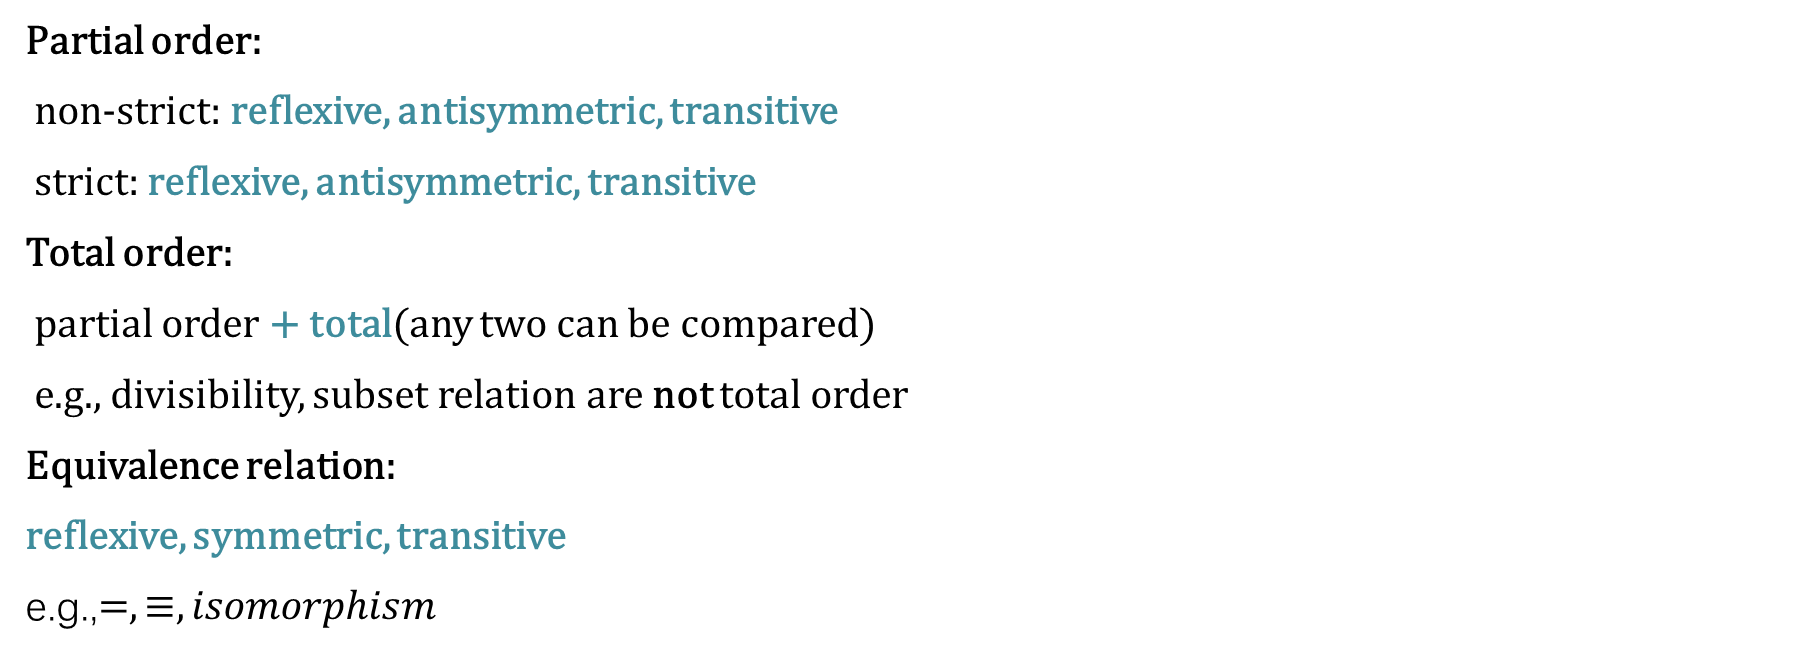 Partial order:
non-strict: reflexive, antisymmetric, transitive
strict: reflexive, antisymmetric, transitive
Total order:
partial order + total(any two can be compared)
e.g., divisibility, subset relation are not total order
Equivalence relation:
reflexive, symmetric, transitive
e.g.,=, ≡, isomorphism